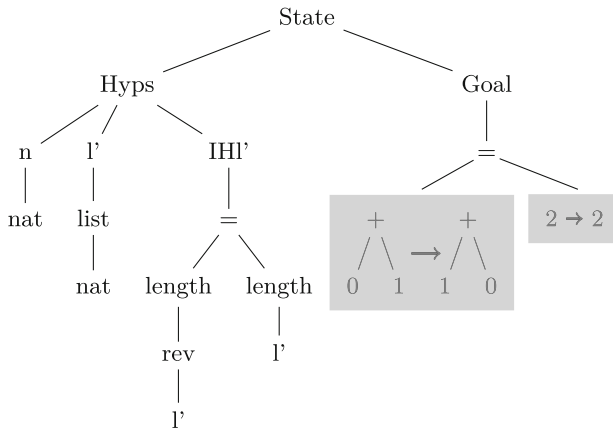 State
Hyps Goal
n l' IHl' =
nat list = + → + 2 → 2
nat length length 0 1 1 0
rev l'
l'